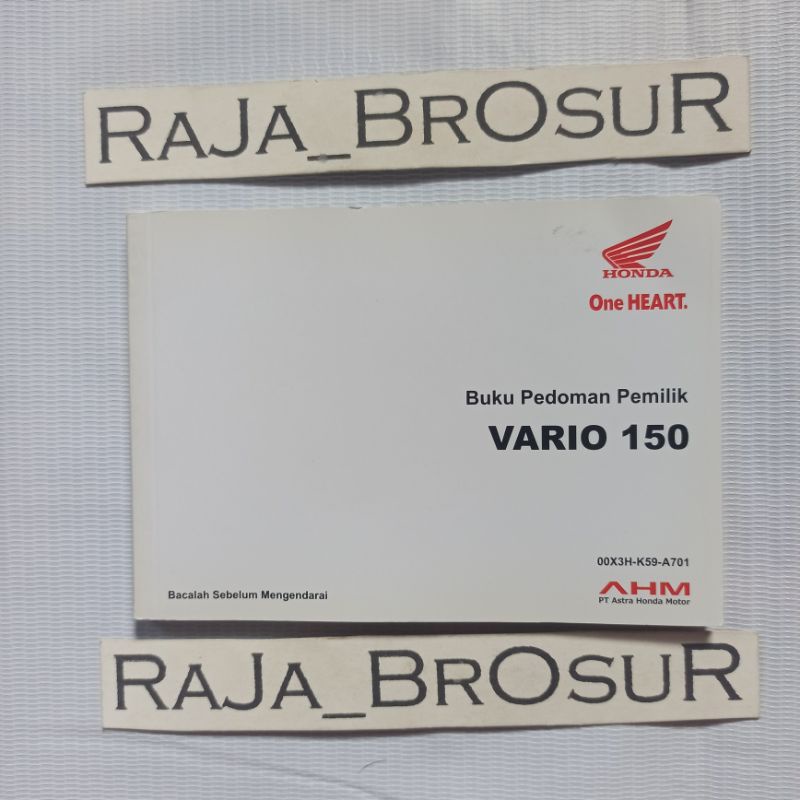 RAJA_BROSUR
HONDA
One HEART.
Buku Pedoman Pemilik
VARIO 150
00X3H-K59-A701
AHM
PT Astra Honda Motor
Bacalah Sebelum Mengendarai
RAJA_BROSUR